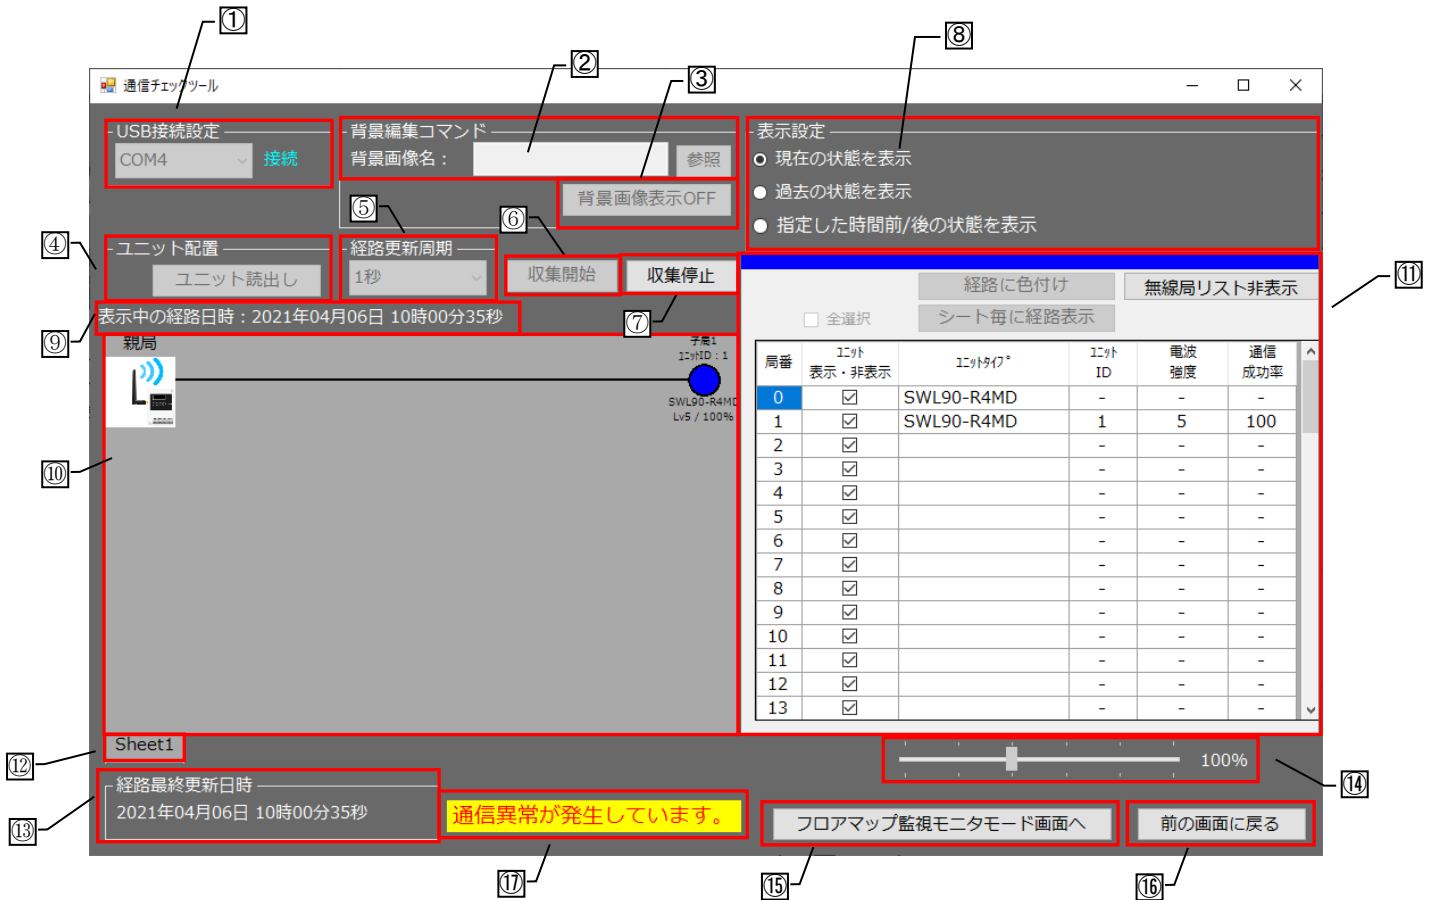 ①
②
③
⑧
通信チェックツール
USB接続設定
COM4
接続
背景編集コマンド
背景画像名：
参照
背景画像表示OFF
表示設定
現在の状態を表示
過去の状態を表示
指定した時間前/後の状態を表示
④
⑤
⑥
ユニット配置
ユニット読出し
経路更新周期
1秒
収集開始
収集停止
⑦
⑪
経路に色付け
無線局リスト非表示
全選択
シート毎に経路表示
⑨
表示中の経路日時：2021年04月06日 10時00分35秒
親局
子局1
ﾕﾆｯﾄID：1
SWL90-R4MD
Lv5 / 100%
⑩
局番 ﾕﾆｯﾄ 表示・非表示 ﾕﾆｯﾄﾀｲﾌﾟ ﾕﾆｯﾄ ID 電波 強度 通信 成功率
0 SWL90-R4MD - - -
1 SWL90-R4MD 1 5 100
2 - - -
3 - - -
4 - - -
5 - - -
6 - - -
7 - - -
8 - - -
9 - - -
10 - - -
11 - - -
12 - - -
13 - - -
⑫
Sheet1
100%
⑭
⑬
経路最終更新日時
2021年04月06日 10時00分35秒
通信異常が発生しています。
フロアマップ監視モニタモード画面へ
前の画面に戻る
⑰
⑮
⑯